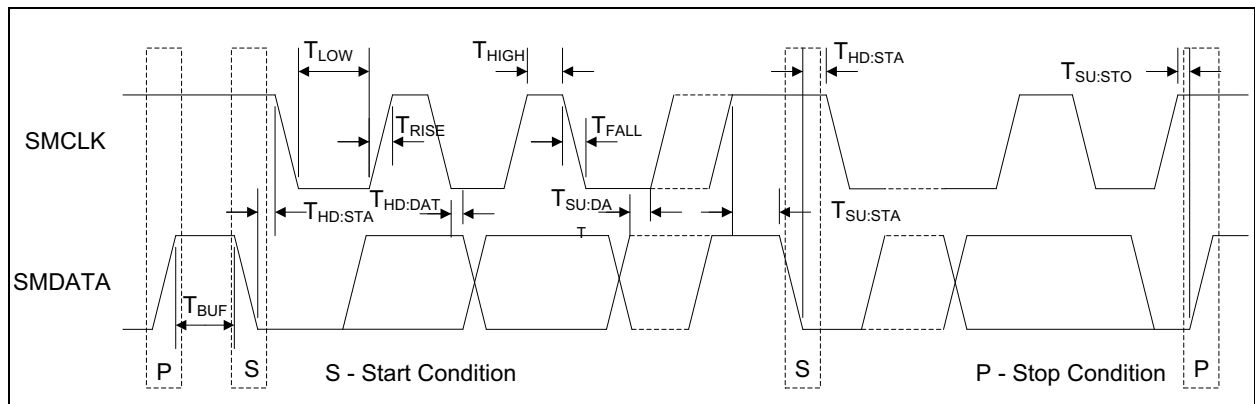 T_LOW
T_HIGH
T_HD:STA
T_SU:STO
SMCLK
T_RISE
T_FALL
T_HD:STA
T_HD:DAT
T_SU:DA
T
T_SU:STA
SMDATA
T_BUF
P
S
S - Start Condition
S
P - Stop Condition
P